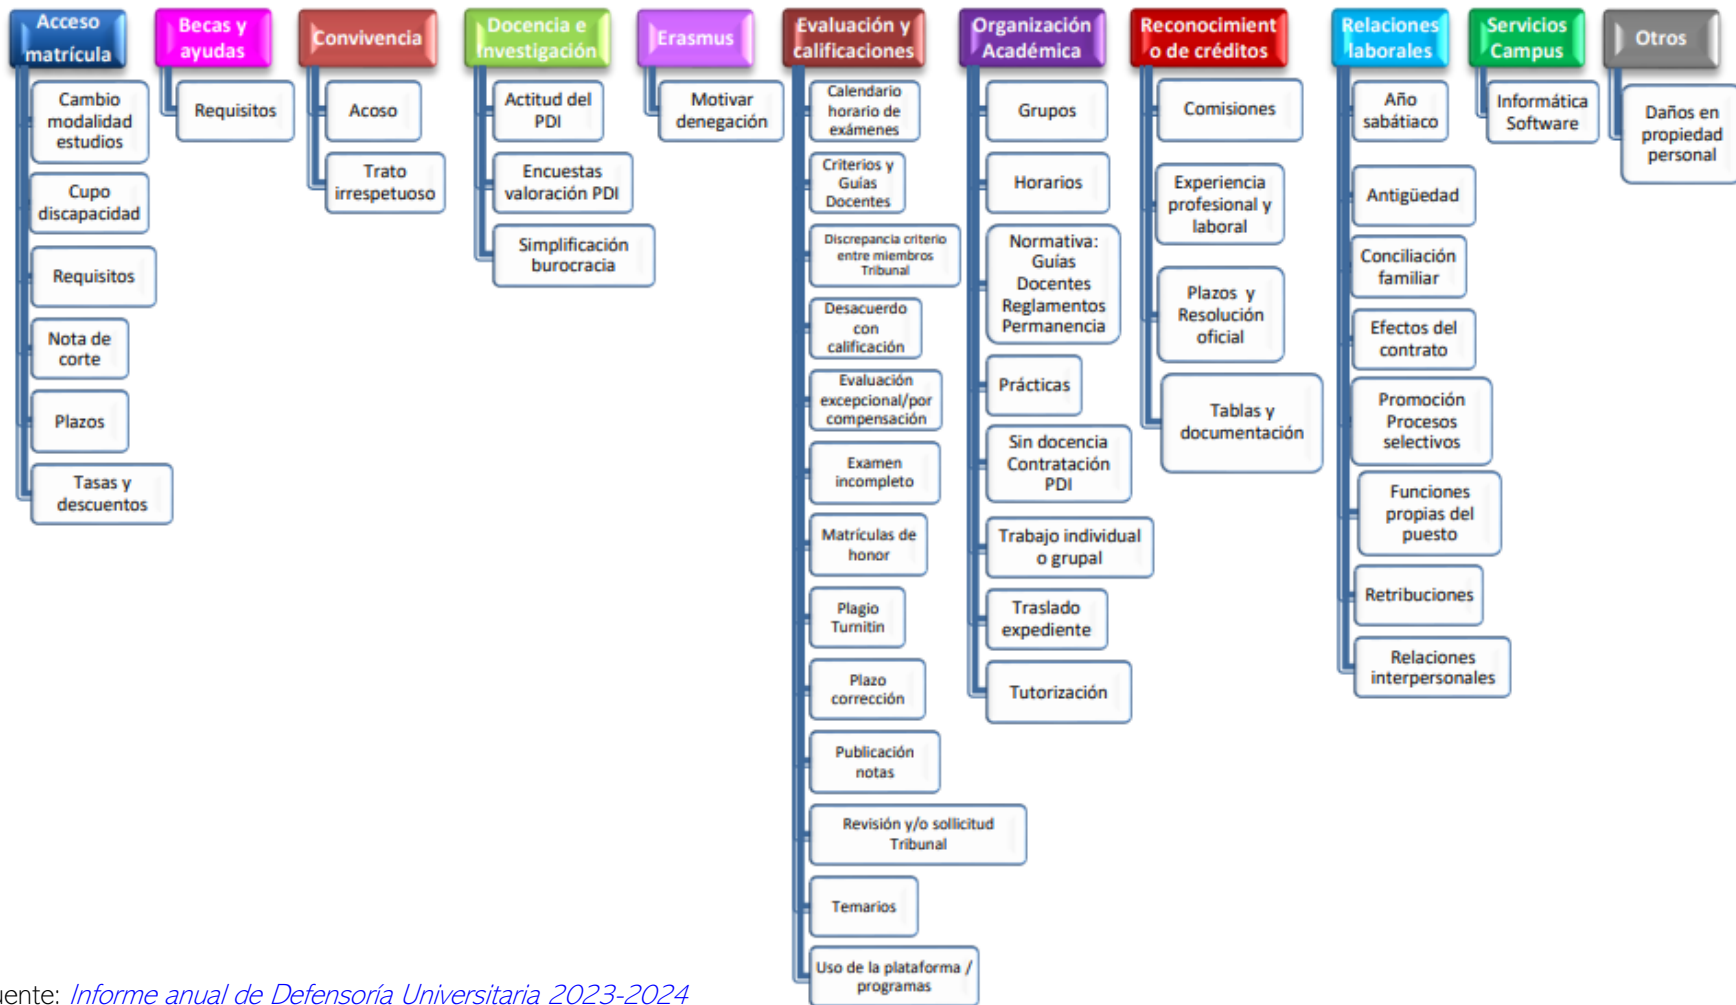 Acceso
matrícula
Cambio
modalidad
estudios
Cupo
discapacidad
Requisitos
Nota de
corte
Plazos
Tasas y
descuentos
Becas y
ayudas
Requisitos
Convivencia
Acoso
Trato
irrespetuoso
Docencia e
nvestigación
Actitud del
PDI
Encuestas
valoración PDI
Simplificación
burocracia
Erasmus
Motivar
denegación
Evaluación y
calificaciones
Calendario
horario de
exámenes
Criterios y
Guías
Docentes
Discrepancia criterio
entre miembros
Tribunal
Desacuerdo
con
calificación
Evaluación
excepcional/por
compensación
Examen
incompleto
Matrículas de
honor
Plagio
Turnitin
Plazo
corrección
Publicación
notas
Revisión y/o sollicitud
Tribunal
Temarios
Uso de la plataforma /
programas
Organización
Académica
Grupos
Horarios
Normativa:
Guías
Docentes
Reglamentos
Permanencia
Prácticas
Sin docencia
Contratación
PDI
Trabajo individual
o grupal
Traslado
expediente
Tutorización
Reconocimient
o de créditos
Comisiones
Experiencia
profesional y
laboral
Plazos y
Resolución
oficial
Tablas y
documentación
Relaciones
laborales
Año
sabátiaco
Antigüedad
Conciliación
familiar
Efectos del
contrato
Promoción
Procesos
selectivos
Funciones
propias del
puesto
Retribuciones
Relaciones
interpersonales
Servicios
Campus
Informática
Software
Otros
Daños en
propiedad
personal
uente: Informe anual de Defensoría Universitaria 2023-2024